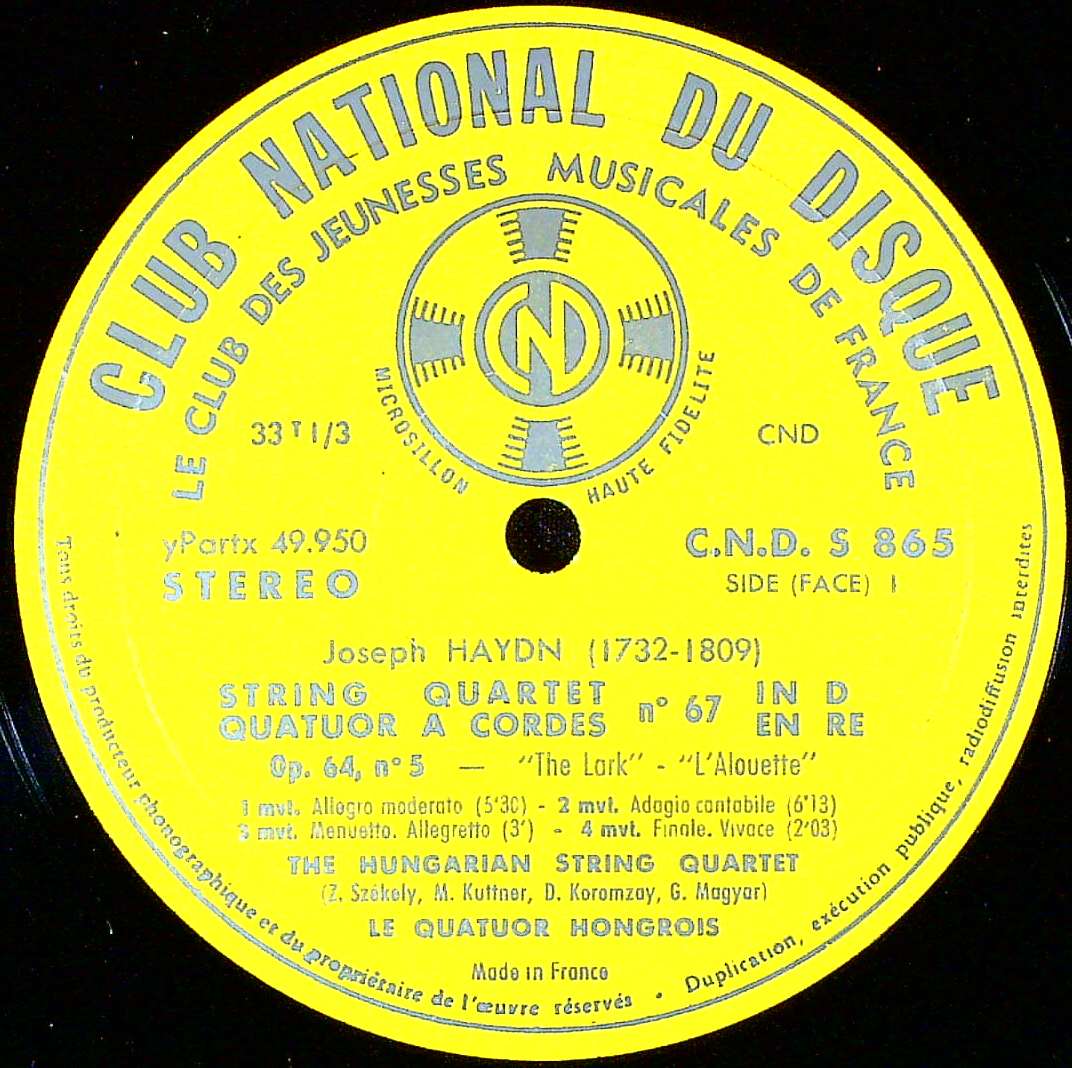 CLUB NATIONAL DU DISQUE
LE CLUB DES JEUNESSES MUSICALES DE FRANCE
CND
MICROSILLON
HAUTE FIDELITE
33 T 1/3
CND
yPartx 49.950
C.N.D. S 865
STEREO
SIDE (FACE) 1
Joseph HAYDN (1732-1809)
STRING QUARTET n° 67 IN D
QUATUOR A CORDES EN RE
Op. 64, n° 5 — "The Lark" - "L'Alouette"
1 mvt. Allegro moderato (5'30) - 2 mvt. Adagio cantabile (6'13)
3 mvt. Menuetto. Allegretto (3') - 4 mvt. Finale. Vivace (2'03)
THE HUNGARIAN STRING QUARTET
(Z. Székely, M. Kuttner, D. Koromzay, G. Magyar)
LE QUATUOR HONGROIS
Made in France
Tous droits du producteur phonographique et du propriétaire de l'œuvre réservés • Duplication, exécution publique, radiodiffusion interdites